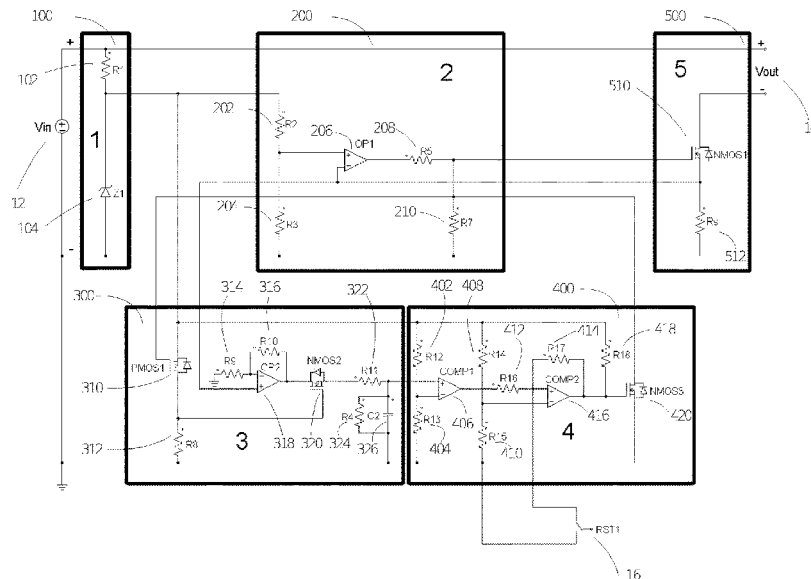 100
200
500
+
+
+
102
R1
1
2
5
Vout
510
-
202
R2
206
208
OP1
R5
NMOS1
Vin
1
12
Z1
204
R3
210
R7
R9
104
512
-
-
300
314
316
322
402
408
400
R10
412
414
418
PMOS1
R9
OP2
NMOS2
R11
R12
R14
R17
R18
310
COMP1
R16
COMP2
NMOS3
R4
C2
R13
406
416
420
312
R8
318
320
324
326
404
R15
410
3
4
RST1
16